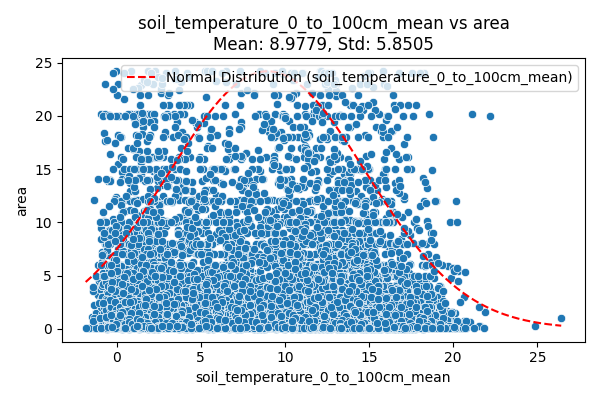 soil_temperature_0_to_100cm_mean vs area
Mean: 8.9779, Std: 5.8505
Normal Distribution (soil_temperature_0_to_100cm_mean)
25
20
15
10
5
0
area
0 5 10 15 20 25
soil_temperature_0_to_100cm_mean